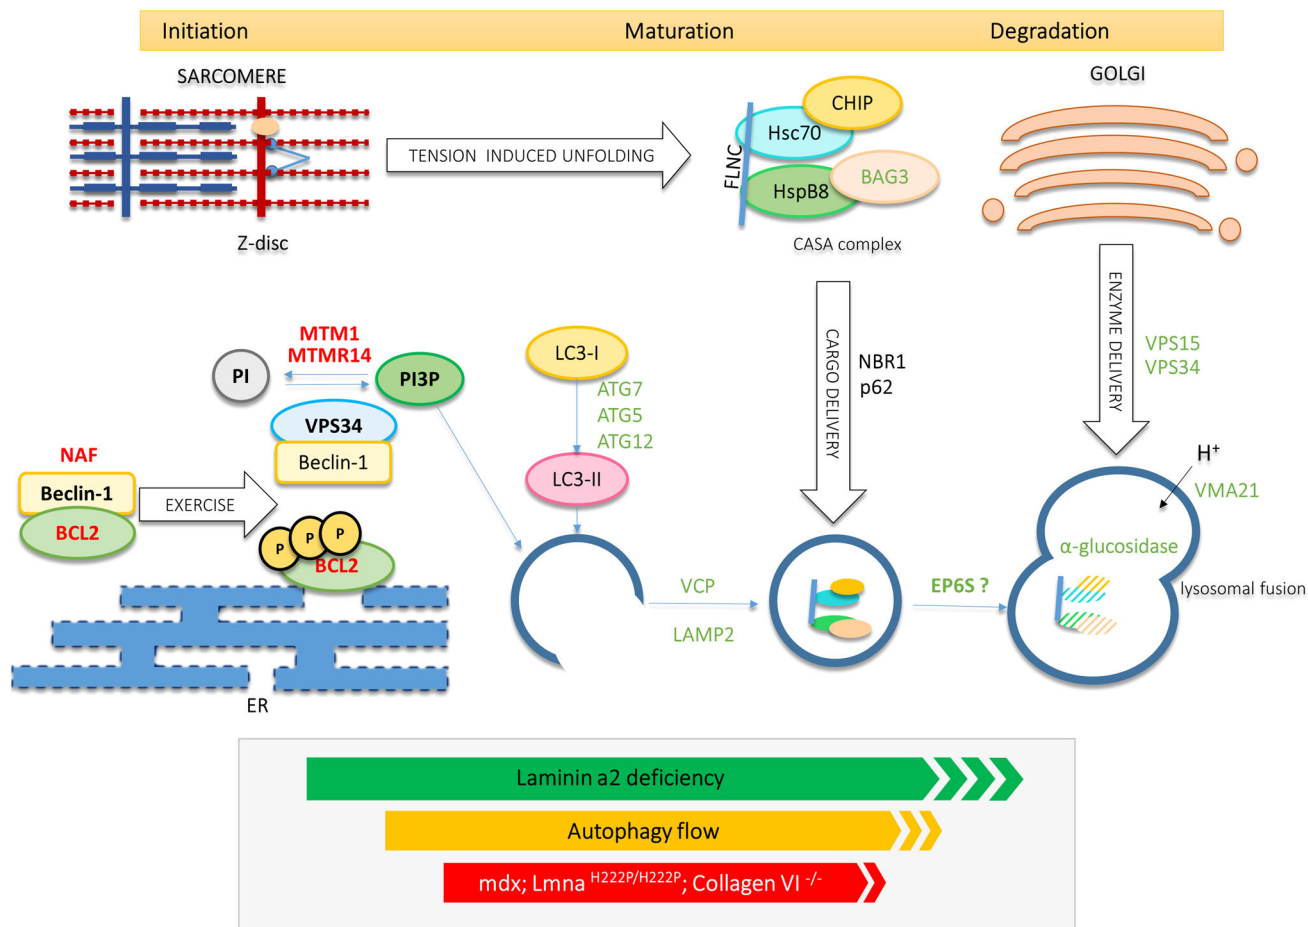 Initiation
Maturation
Degradation
SARCOMERE
Z-disc
TENSION INDUCED UNFOLDING
FLNC
CHIP
Hsc70
HspB8
BAG3
CASA complex
GOLGI
ENZYME DELIVERY
VPS15
VPS34
CARGO DELIVERY
NBR1
p62
MTM1
MTMR14
PI
PI3P
VPS34
Beclin-1
NAF
Beclin-1
BCL2
EXERCISE
P
P
P
BCL2
ER
LC3-I
ATG7
ATG5
ATG12
LC3-II
VCP
LAMP2
EP6S ?
H+
VMA21
α-glucosidase
lysosomal fusion
Laminin a2 deficiency
Autophagy flow
mdx; Lmna H222P/H222P; Collagen VI -/-